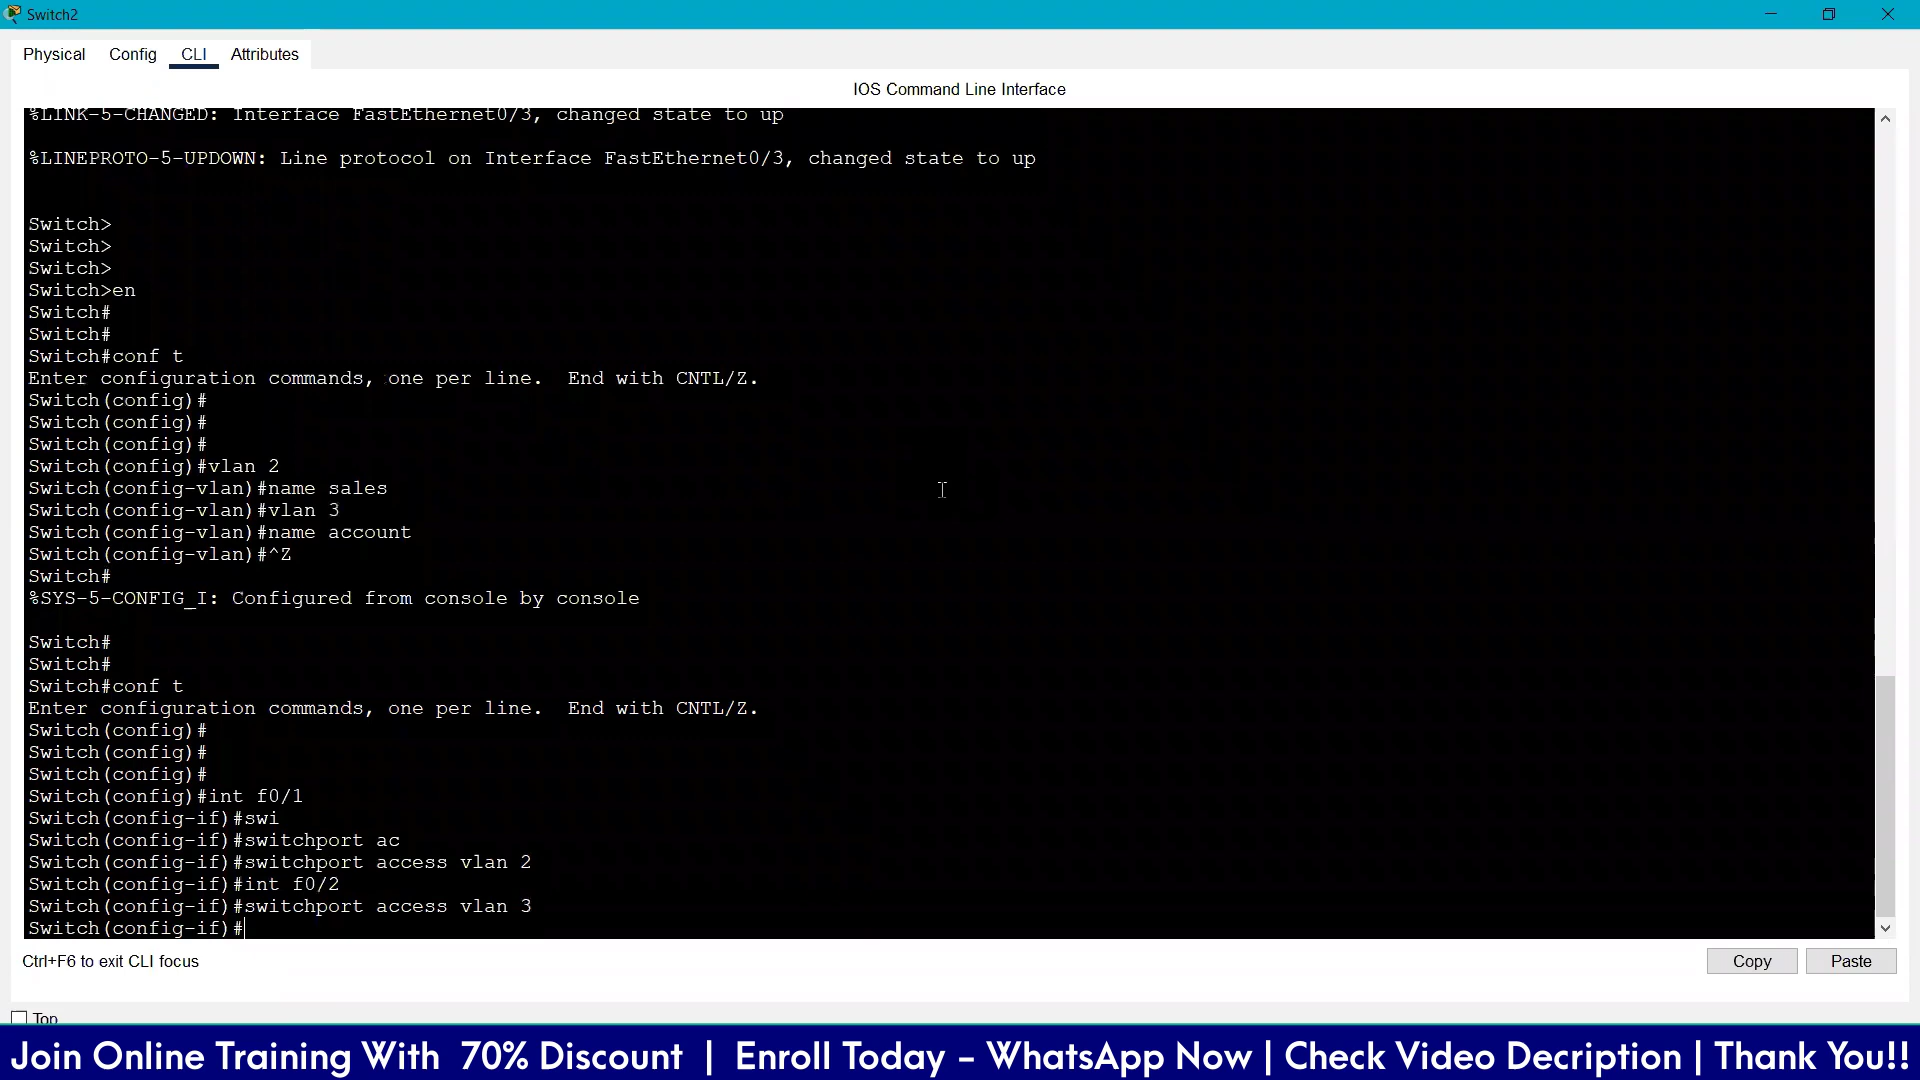 Switch2
Physical Config CLI Attributes
IOS Command Line Interface
%LINK-5-CHANGED: Interface FastEthernet0/3, changed state to up
%LINEPROTO-5-UPDOWN: Line protocol on Interface FastEthernet0/3, changed state to up
Switch>
Switch>
Switch>
Switch>en
Switch#
Switch#
Switch#conf t
Enter configuration commands, one per line.  End with CNTL/Z.
Switch(config)#
Switch(config)#
Switch(config)#
Switch(config)#vlan 2
Switch(config-vlan)#name sales
Switch(config-vlan)#vlan 3
Switch(config-vlan)#name account
Switch(config-vlan)#^Z
Switch#
%SYS-5-CONFIG_I: Configured from console by console
Switch#
Switch#
Switch#conf t
Enter configuration commands, one per line.  End with CNTL/Z.
Switch(config)#
Switch(config)#
Switch(config)#
Switch(config)#int f0/1
Switch(config-if)#swi
Switch(config-if)#switchport ac
Switch(config-if)#switchport access vlan 2
Switch(config-if)#int f0/2
Switch(config-if)#switchport access vlan 3
Switch(config-if)#
Ctrl+F6 to exit CLI focus
Copy Paste
Top
Join Online Training With 70% Discount | Enroll Today - WhatsApp Now | Check Video Decription | Thank You!!